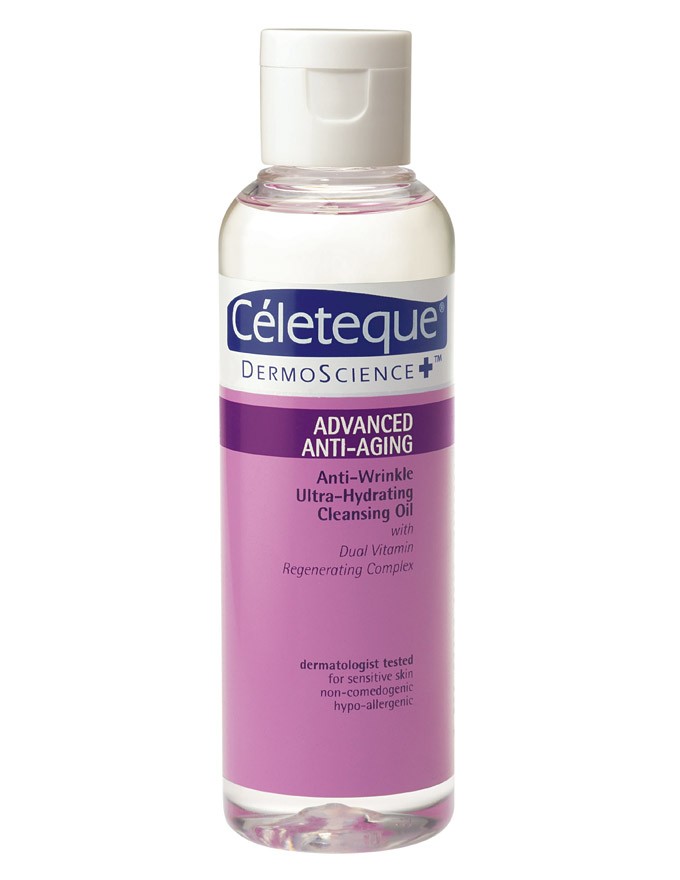 Céleteque®
DERMOSCIENCE+™
ADVANCED
ANTI-AGING
Anti-Wrinkle
Ultra-Hydrating
Cleansing Oil
with
Dual Vitamin
Regenerating Complex
dermatologist tested
for sensitive skin
non-comedogenic
hypo-allergenic